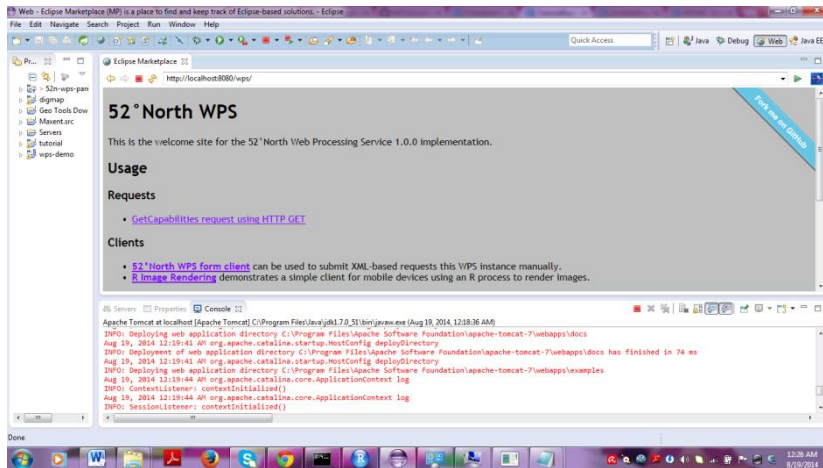 Web - Eclipse Marketplace (MP) is a place to find and keep track of Eclipse-based solutions. - Eclipse
File Edit Navigate Search Project Run Window Help
Quick Access
Java
Debug
Web
Java EE
Pr...
Eclipse Marketplace
http://localhost:8080/wps/
> 52n-wps-pan
digmap
Geo Tools Dow
Maxent.src
Servers
tutorial
wps-demo
Fork me on GitHub
52°North WPS
This is the welcome site for the 52°North Web Processing Service 1.0.0 implementation.
Usage
Requests
• GetCapabilities request using HTTP GET
Clients
• 52°North WPS form client can be used to submit XML-based requests this WPS instance manually.
• R Image Rendering demonstrates a simple client for mobile devices using an R process to render images.
Servers Properties Console
Apache Tomcat at localhost [Apache Tomcat] C:\Program Files\Java\jdk1.7.0_51\bin\javaw.exe (Aug 19, 2014, 12:18:36 AM)
INFO: Deploying web application directory C:\Program Files\Apache Software Foundation\apache-tomcat-7\webapps\docs
Aug 19, 2014 12:19:41 AM org.apache.catalina.startup.HostConfig deployDirectory
INFO: Deployment of web application directory C:\Program Files\Apache Software Foundation\apache-tomcat-7\webapps\docs has finished in 74 ms
Aug 19, 2014 12:19:41 AM org.apache.catalina.startup.HostConfig deployDirectory
INFO: Deploying web application directory C:\Program Files\Apache Software Foundation\apache-tomcat-7\webapps\examples
Aug 19, 2014 12:19:44 AM org.apache.catalina.core.ApplicationContext log
INFO: ContextListener: contextInitialized()
Aug 19, 2014 12:19:44 AM org.apache.catalina.core.ApplicationContext log
INFO: SessionListener: contextInitialized()
Done
12:26 AM
8/19/2014